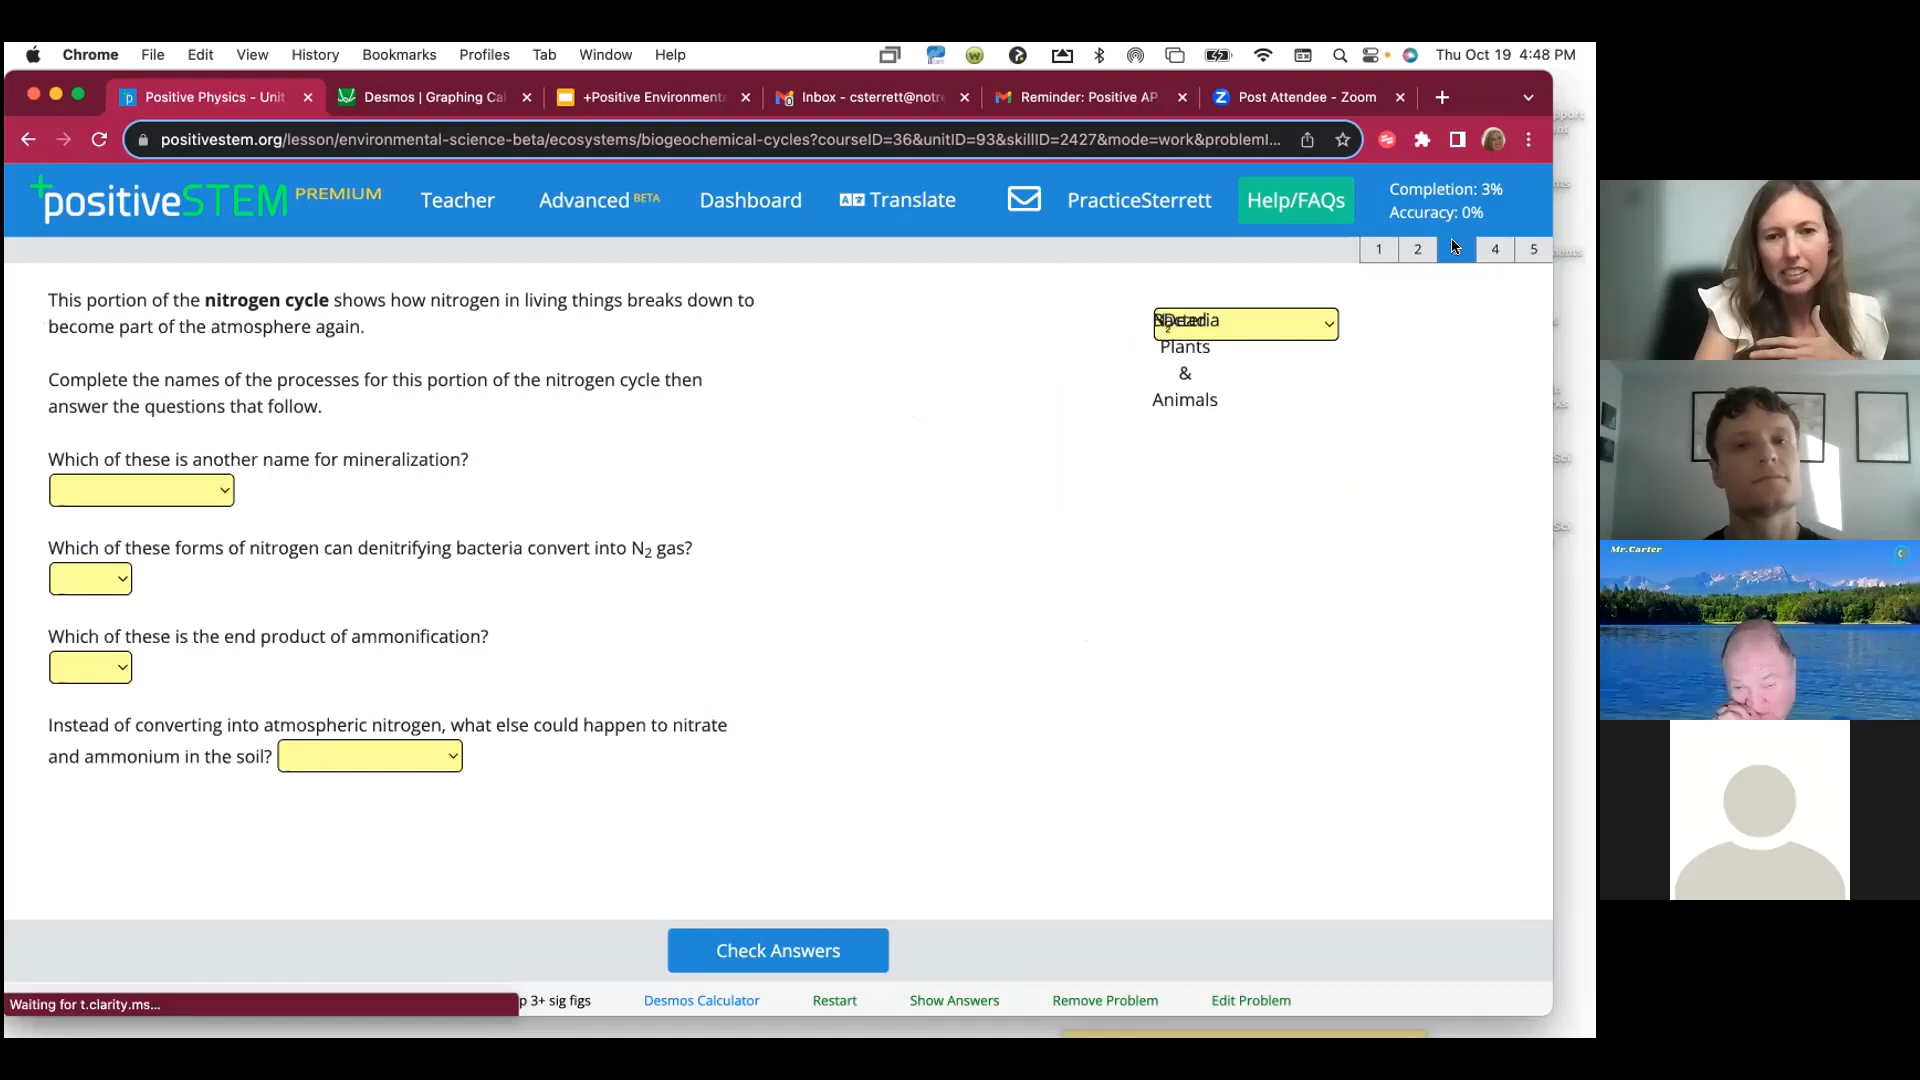 Chrome File Edit View History Bookmarks Profiles Tab Window Help Thu Oct 19 4:48 PM
Positive Physics - Unit Desmos | Graphing Cal +Positive Environment Inbox - csterrett@notre Reminder: Positive AP Post Attendee - Zoom
positivestem.org/lesson/environmental-science-beta/ecosystems/biogeochemical-cycles?courseID=36&unitID=93&skillID=2427&mode=work&problemI...
+positiveSTEM PREMIUM Teacher Advanced BETA Dashboard Translate PracticeSterrett Help/FAQs
Completion: 3%
Accuracy: 0%
1 2 4 5
This portion of the nitrogen cycle shows how nitrogen in living things breaks down to
become part of the atmosphere again.
Complete the names of the processes for this portion of the nitrogen cycle then
answer the questions that follow.
Which of these is another name for mineralization?
Which of these forms of nitrogen can denitrifying bacteria convert into N₂ gas?
Which of these is the end product of ammonification?
Instead of converting into atmospheric nitrogen, what else could happen to nitrate
and ammonium in the soil?
Plants
&
Animals
Check Answers
Waiting for t.clarity.ms...
p 3+ sig figs Desmos Calculator Restart Show Answers Remove Problem Edit Problem
Mr.Carter